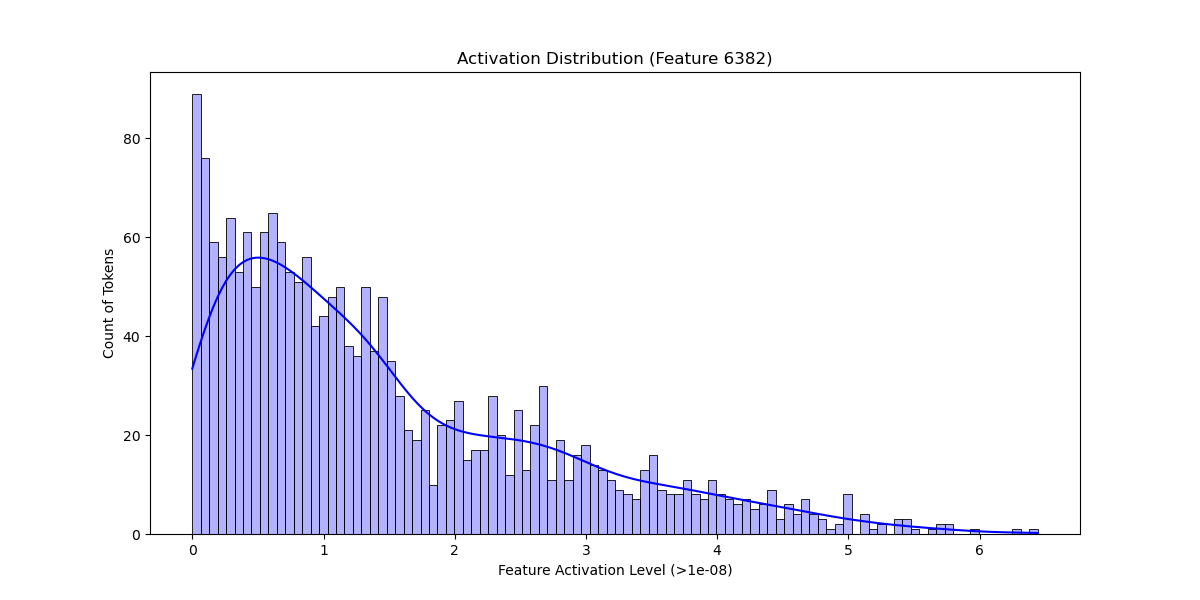 Activation Distribution (Feature 6382)
Count of Tokens
80
60
40
20
0
0 1 2 3 4 5 6
Feature Activation Level (>1e-08)